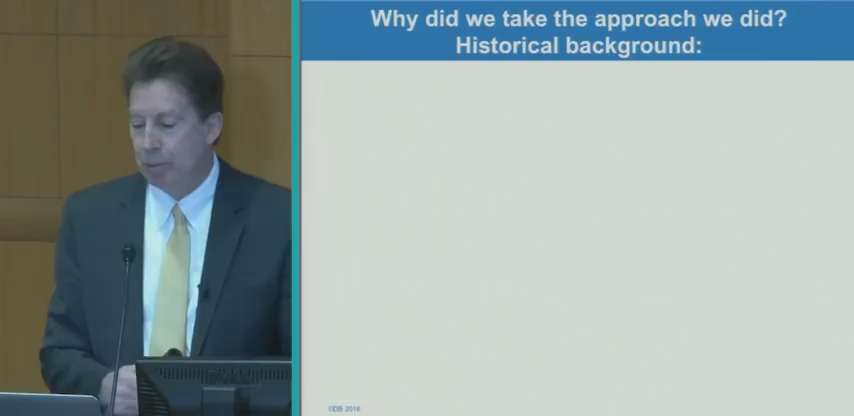 Why did we take the approach we did?
Historical background:
©DB 2016